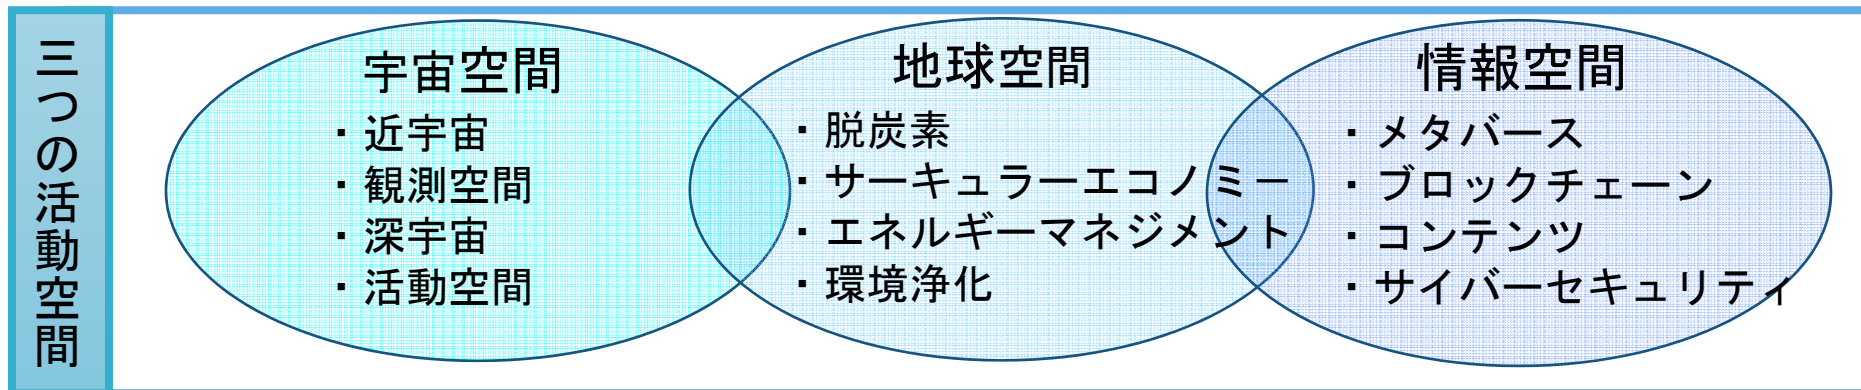 三つの活動空間
宇宙空間
・近宇宙
・観測空間
・深宇宙
・活動空間
地球空間
・脱炭素
・サーキュラーエコノミー
・エネルギーマネジメント
・環境浄化
情報空間
・メタバース
・ブロックチェーン
・コンテンツ
・サイバーセキュリティ